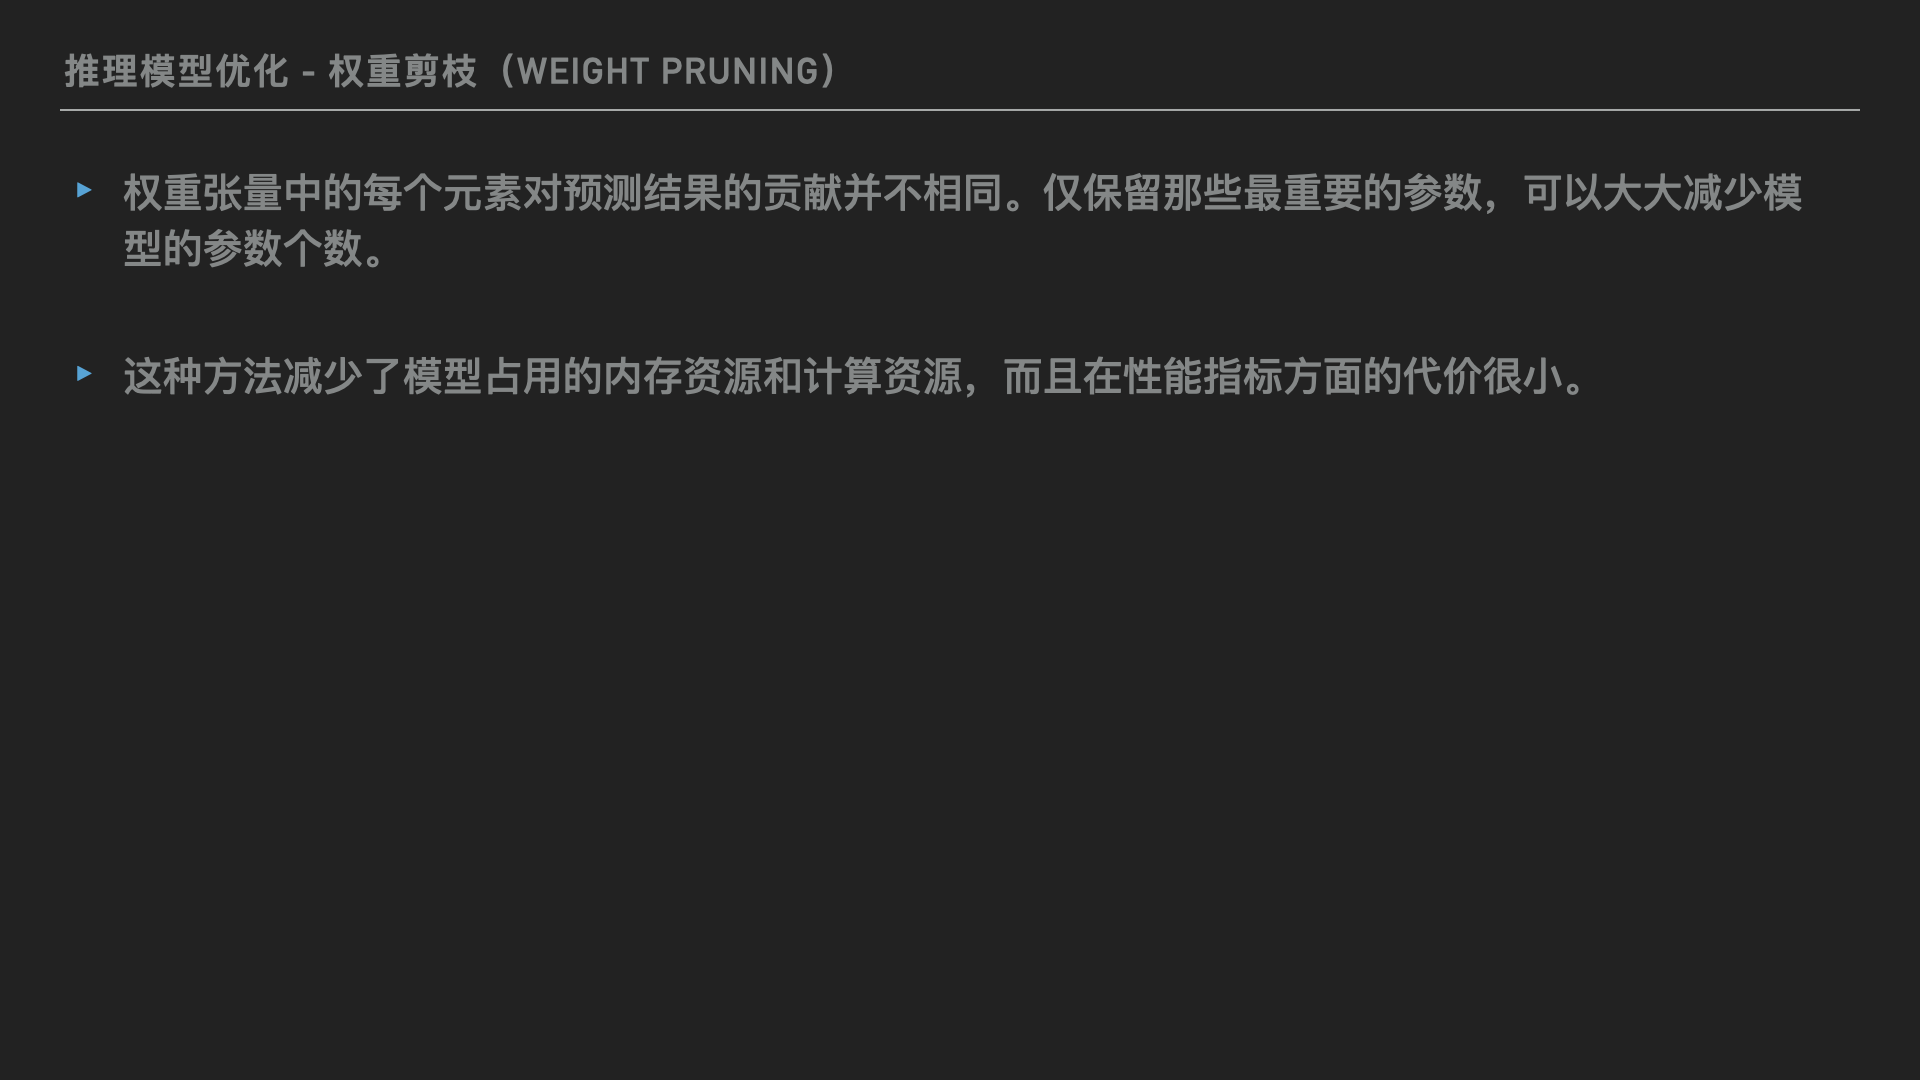 推理模型优化 - 权重剪枝（WEIGHT PRUNING）
▸ 权重张量中的每个元素对预测结果的贡献并不相同。仅保留那些最重要的参数，可以大大减少模
型的参数个数。
▸ 这种方法减少了模型占用的内存资源和计算资源，而且在性能指标方面的代价很小。